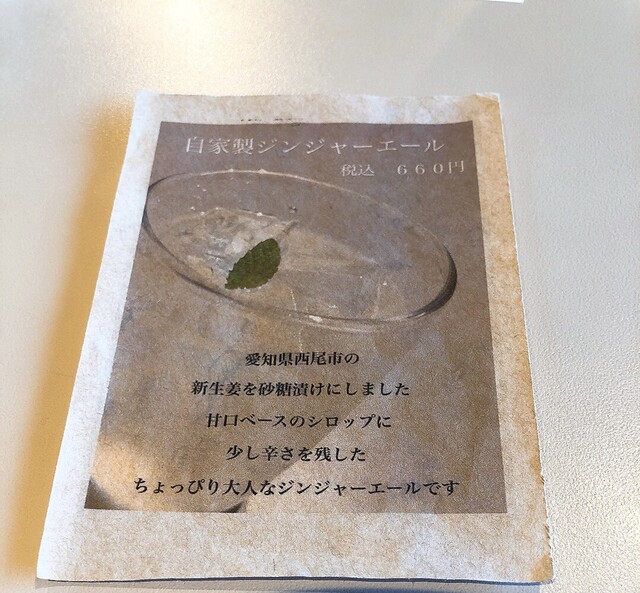 自家製ジンジャーエール
税込　６６０円
愛知県西尾市の
新生姜を砂糖漬けにしました
甘口ベースのシロップに
少し辛さを残した
ちょっぴり大人なジンジャーエールです